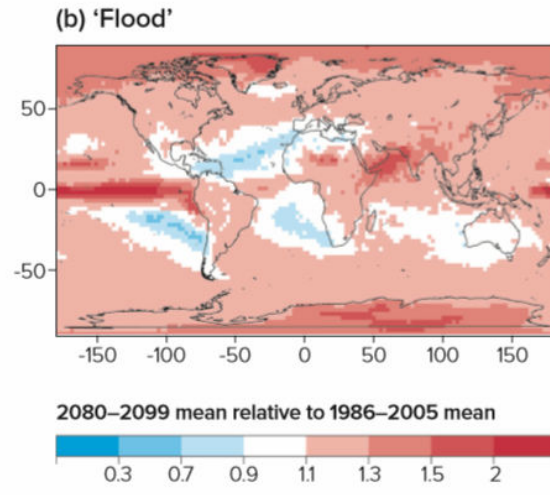 (b) ‘Flood’
50
0
-50
-150 -100 -50 0 50 100 150
2080–2099 mean relative to 1986–2005 mean
0.3 0.7 0.9 1.1 1.3 1.5 2